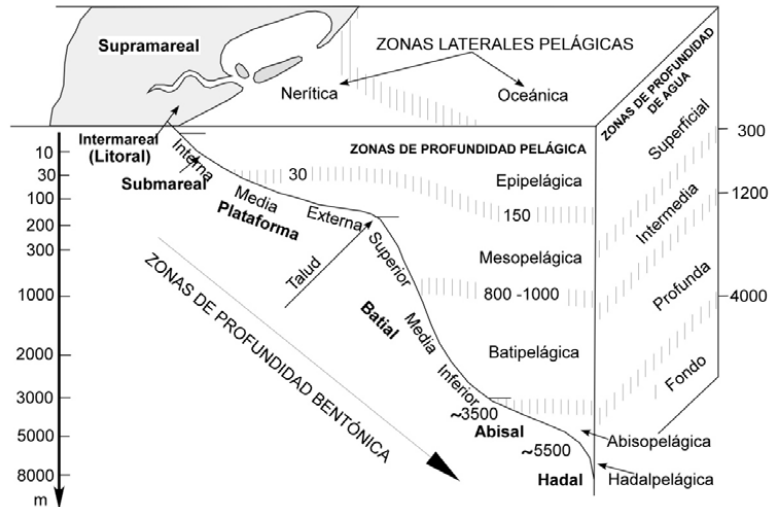 Supramareal
ZONAS LATERALES PELÁGICAS
Nerítica
Oceánica
ZONAS DE PROFUNDIDAD
DE AGUA
Superficial
300
Intermareal
(Litoral)
Interna
ZONAS DE PROFUNDIDAD PELÁGICA
10
30
100
200
300
1000
2000
3000
5000
8000
m
Submareal
30
Epipelágica
Media
Externa
Plataforma
150
Intermedia
1200
Talud
Superior
Mesopelágica
800 -1000
Profunda
4000
Batial
Media
Batipelágica
ZONAS DE PROFUNDIDAD BENTÓNICA
Inferior
Fondo
~3500
Abisal
~5500
Abisopelágica
Hadal
Hadalpelágica